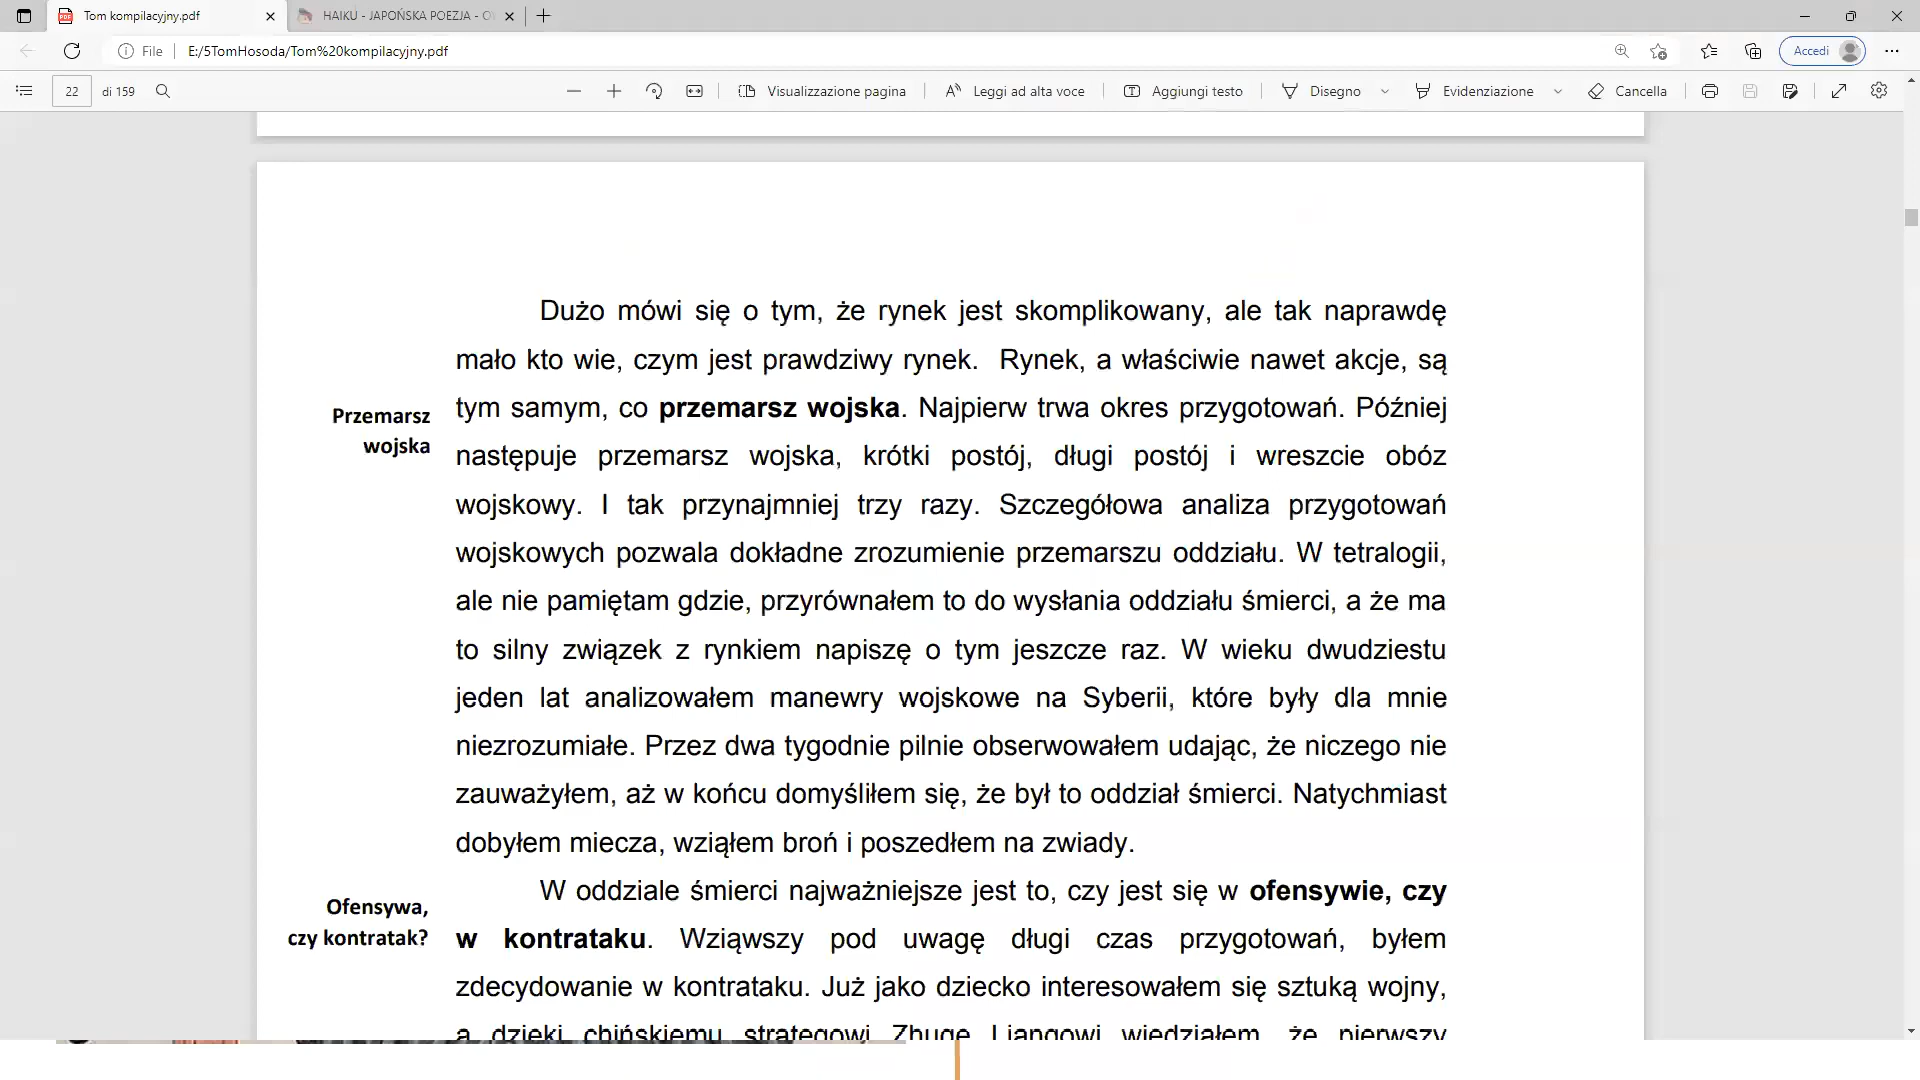 Tom kompilacyjny.pdf
HAIKU - JAPOŃSKA POEZJA - O
File
E:/5TomHosoda/Tom%20kompilacyjny.pdf
Accedi
22
di 159
Visualizzazione pagina
Leggi ad alta voce
Aggiungi testo
Disegno
Evidenziazione
Cancella
Dużo mówi się o tym, że rynek jest skomplikowany, ale tak naprawdę
mało kto wie, czym jest prawdziwy rynek. Rynek, a właściwie nawet akcje, są
Przemarsz
wojska
tym samym, co przemarsz wojska. Najpierw trwa okres przygotowań. Później
następuje przemarsz wojska, krótki postój, długi postój i wreszcie obóz
wojskowy. I tak przynajmniej trzy razy. Szczegółowa analiza przygotowań
wojskowych pozwala dokładne zrozumienie przemarszu oddziału. W tetralogii,
ale nie pamiętam gdzie, przyrównałem to do wysłania oddziału śmierci, a że ma
to silny związek z rynkiem napiszę o tym jeszcze raz. W wieku dwudziestu
jeden lat analizowałem manewry wojskowe na Syberii, które były dla mnie
niezrozumiałe. Przez dwa tygodnie pilnie obserwowałem udając, że niczego nie
zauważyłem, aż w końcu domyśliłem się, że był to oddział śmierci. Natychmiast
dobyłem miecza, wziąłem broń i poszedłem na zwiady.
Ofensywa,
czy kontratak?
W oddziale śmierci najważniejsze jest to, czy jest się w ofensywie, czy
w kontrataku. Wziąwszy pod uwagę długi czas przygotowań, byłem
zdecydowanie w kontrataku. Już jako dziecko interesowałem się sztuką wojny,
a dzięki chińskiemu strategowi Zhuge Liangowi wiedziałem, że pierwszy